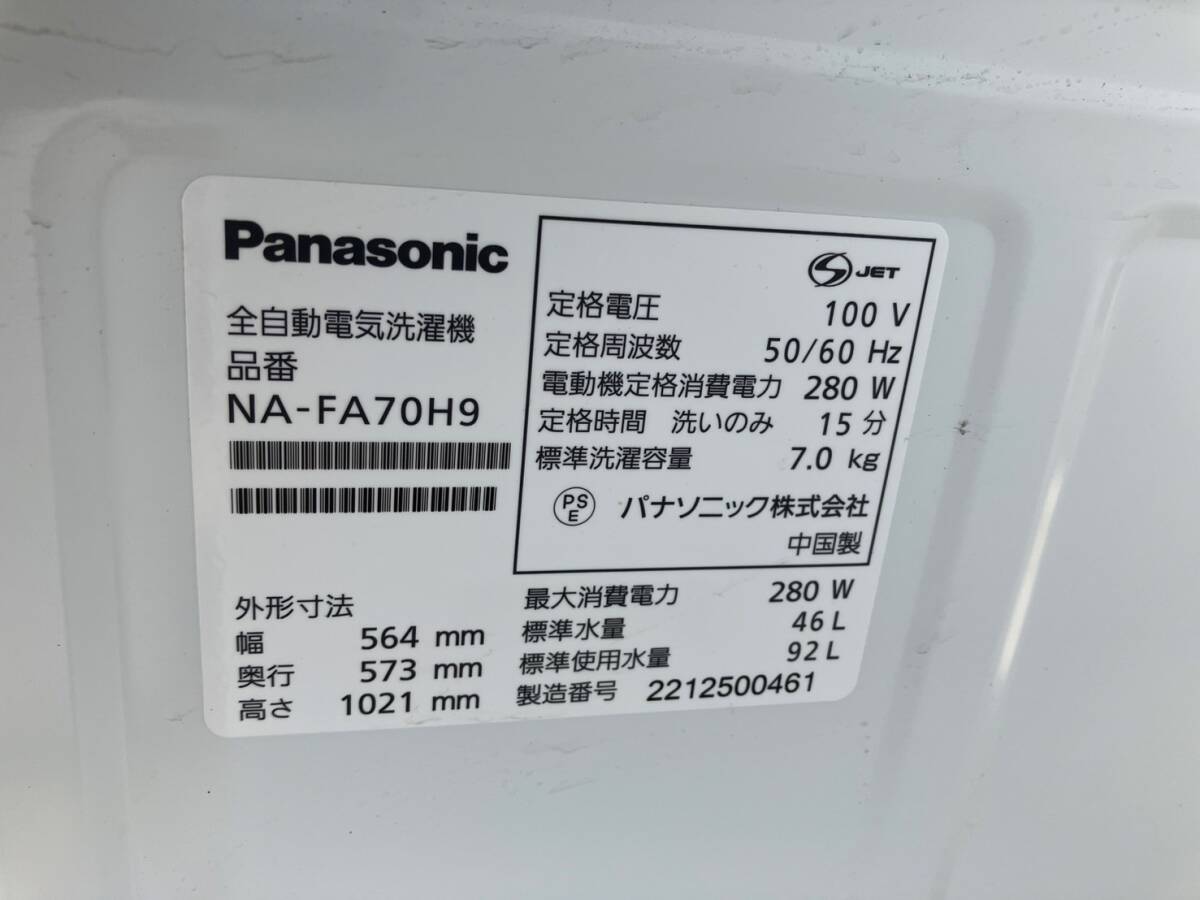 Panasonic
全自動電気洗濯機
品番
NA-FA70H9
外形寸法
幅 564 mm
奥行 573 mm
高さ 1021 mm
S JET
定格電圧 100 V
定格周波数 50/60 Hz
電動機定格消費電力 280 W
定格時間 洗いのみ 15 分
標準洗濯容量 7.0 kg
PSE パナソニック株式会社
中国製
最大消費電力 280 W
標準水量 46 L
標準使用水量 92 L
製造番号 2212500461